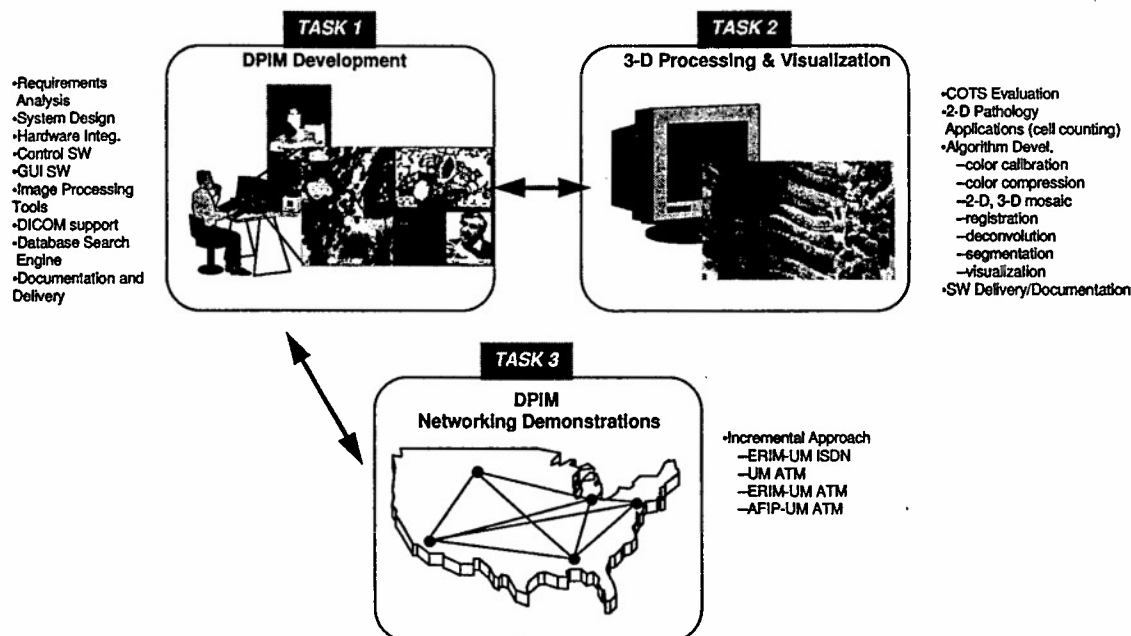 TASK 1
DPIM Development
•Requirements
Analysis
•System Design
•Hardware Integ.
•Control SW
•GUI SW
•Image Processing
Tools
•DICOM support
•Database Search
Engine
•Documentation and
Delivery
TASK 2
3-D Processing & Visualization
•COTS Evaluation
•2-D Pathology
Applications (cell counting)
•Algorithm Devel.
–color calibration
–color compression
–2-D, 3-D mosaic
–registration
–deconvolution
–segmentation
–visualization
•SW Delivery/Documentation
TASK 3
DPIM
Networking Demonstrations
•Incremental Approach
–ERIM-UM ISDN
–UM ATM
–ERIM-UM ATM
–AFIP-UM ATM